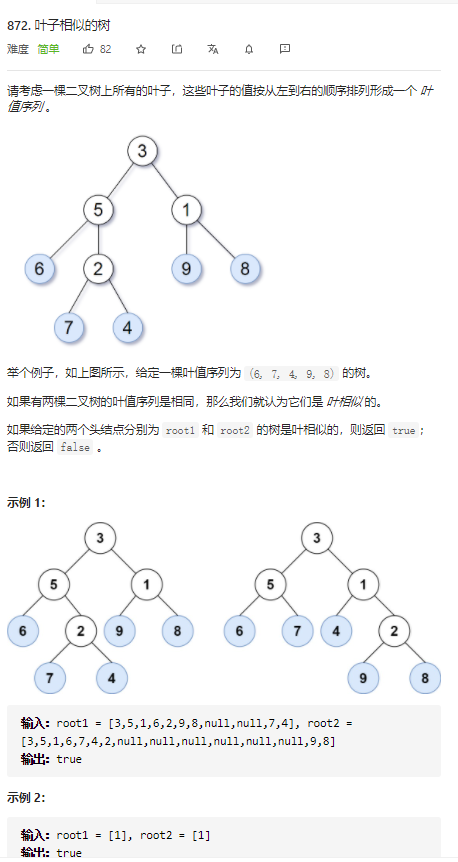 872. 叶子相似的树
难度 简单 82
请考虑一棵二叉树上所有的叶子，这些叶子的值按从左到右的顺序排列形成一个 叶
值序列 。
3
5 1
6 2 9 8
7 4
举个例子，如上图所示，给定一棵叶值序列为 (6, 7, 4, 9, 8) 的树。
如果有两棵二叉树的叶值序列是相同，那么我们就认为它们是 叶相似 的。
如果给定的两个头结点分别为 root1 和 root2 的树是叶相似的，则返回 true；
否则返回 false 。
示例 1：
3 3
5 1 5 1
6 2 9 8 6 7 4 2
7 4 9 8
输入：root1 = [3,5,1,6,2,9,8,null,null,7,4], root2 =
[3,5,1,6,7,4,2,null,null,null,null,null,null,9,8]
输出：true
示例 2：
输入：root1 = [1], root2 = [1]
输出：true